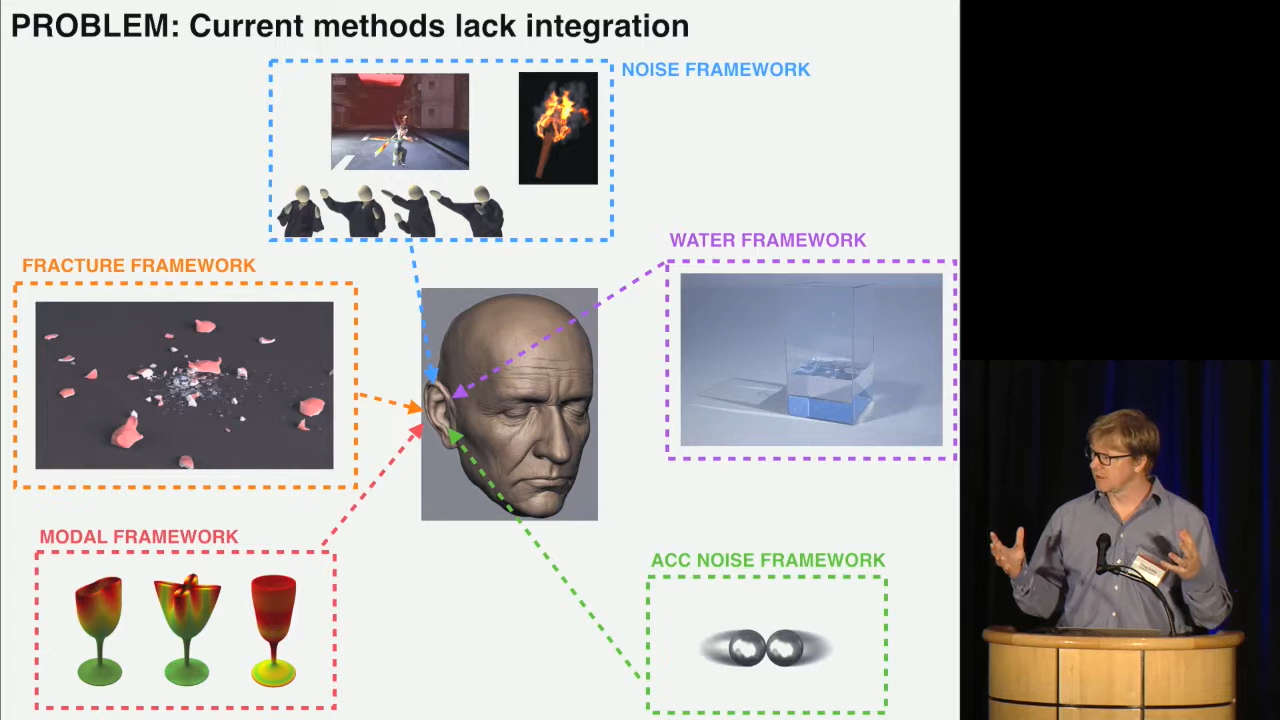 PROBLEM: Current methods lack integration
NOISE FRAMEWORK
WATER FRAMEWORK
FRACTURE FRAMEWORK
MODAL FRAMEWORK
ACC NOISE FRAMEWORK